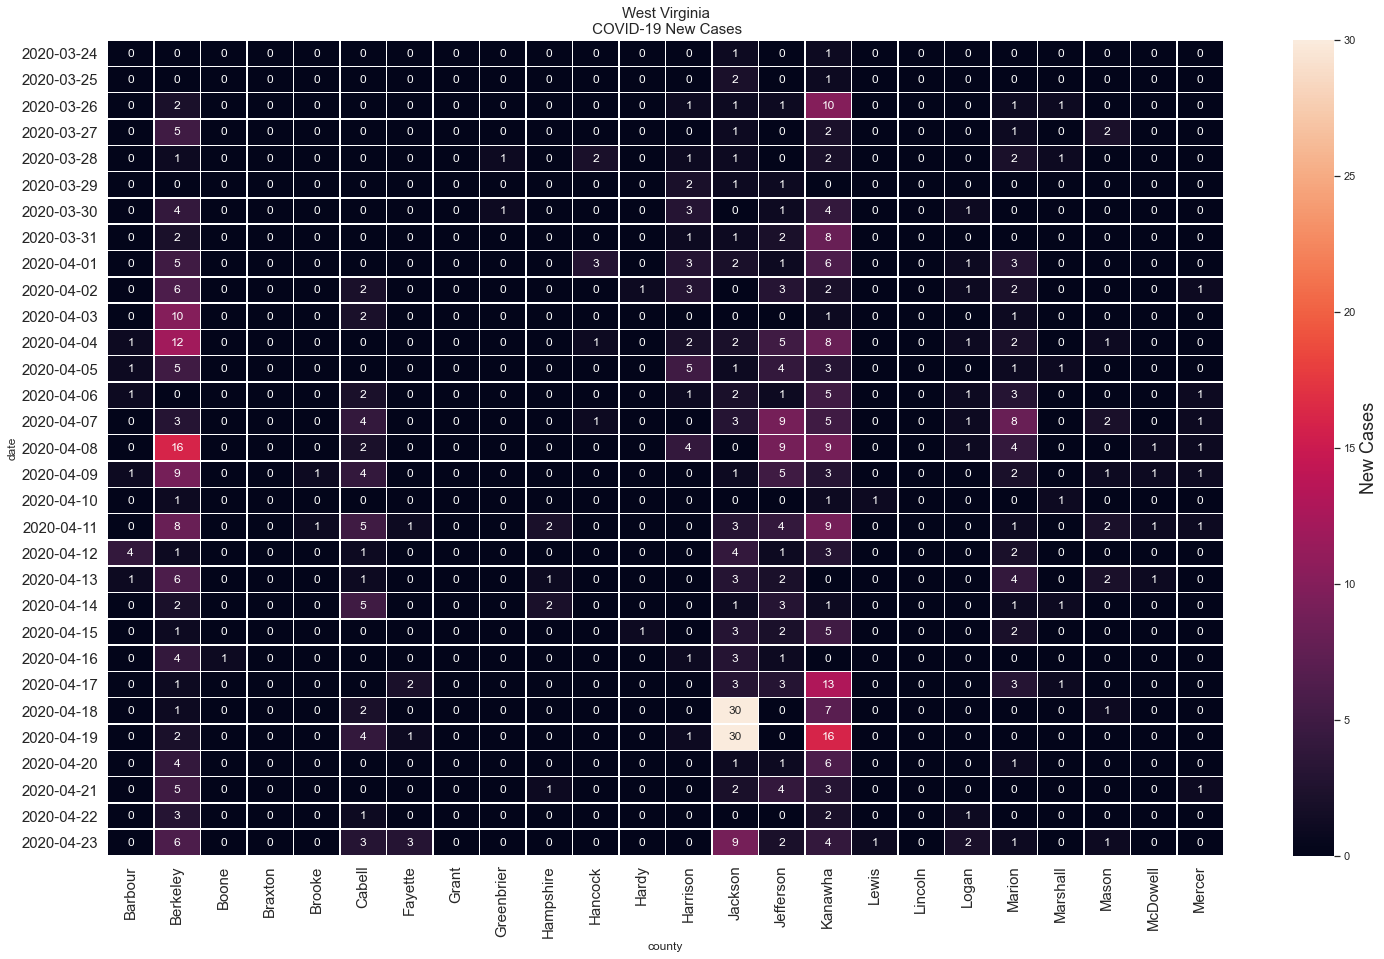 West Virginia
COVID-19 New Cases
2020-03-24 0 0 0 0 0 0 0 0 0 0 0 0 0 1 0 1 0 0 0 0 0 0 0 0
2020-03-25 0 0 0 0 0 0 0 0 0 0 0 0 0 2 0 1 0 0 0 0 0 0 0 0
2020-03-26 0 2 0 0 0 0 0 0 0 0 0 0 1 1 1 10 0 0 0 1 1 0 0 0
2020-03-27 0 5 0 0 0 0 0 0 0 0 0 0 0 1 0 2 0 0 0 1 0 2 0 0
2020-03-28 0 1 0 0 0 0 0 0 1 0 2 0 1 1 0 2 0 0 0 2 1 0 0 0
2020-03-29 0 0 0 0 0 0 0 0 0 0 0 0 2 1 1 0 0 0 0 0 0 0 0 0
2020-03-30 0 4 0 0 0 0 0 0 1 0 0 0 3 0 1 4 0 0 1 0 0 0 0 0
2020-03-31 0 2 0 0 0 0 0 0 0 0 0 0 1 1 2 8 0 0 0 0 0 0 0 0
2020-04-01 0 5 0 0 0 0 0 0 0 0 3 0 3 2 1 6 0 0 1 3 0 0 0 0
2020-04-02 0 6 0 0 0 2 0 0 0 0 0 1 3 0 3 2 0 0 1 2 0 0 0 1
2020-04-03 0 10 0 0 0 2 0 0 0 0 0 0 0 0 0 1 0 0 0 1 0 0 0 0
2020-04-04 1 12 0 0 0 0 0 0 0 0 1 0 2 2 5 8 0 0 1 2 0 1 0 1
2020-04-05 1 5 0 0 0 0 0 0 0 0 0 0 5 1 4 3 0 0 0 1 1 0 0 0
2020-04-06 1 0 0 0 0 2 0 0 0 0 0 0 1 2 1 5 0 0 1 3 0 0 0 1
2020-04-07 0 3 0 0 0 4 0 0 0 0 1 0 0 3 9 5 0 0 1 8 0 2 0 1
2020-04-08 0 16 0 0 0 2 0 0 0 0 0 0 4 0 9 9 0 0 1 4 0 0 1 1
2020-04-09 1 9 0 0 1 4 0 0 0 0 0 0 0 1 5 3 0 0 0 2 0 1 1 1
2020-04-10 0 1 0 0 0 0 0 0 0 0 0 0 0 0 0 1 1 0 0 0 1 0 0 0
2020-04-11 0 8 0 0 1 5 1 0 0 2 0 0 0 3 4 9 0 0 0 1 0 2 1 1
2020-04-12 4 1 0 0 0 1 0 0 0 0 0 0 0 4 1 3 0 0 0 2 0 0 0 0
2020-04-13 1 6 0 0 0 1 0 0 0 1 0 0 0 3 2 0 0 0 0 4 0 2 1 0
2020-04-14 0 2 0 0 0 5 0 0 0 2 0 0 0 1 3 1 0 0 0 1 1 0 0 0
2020-04-15 0 1 0 0 0 0 0 0 0 0 0 1 0 3 2 5 0 0 0 2 0 0 0 0
2020-04-16 0 4 1 0 0 0 0 0 0 0 0 0 1 3 1 0 0 0 0 0 0 0 0 0
2020-04-17 0 1 0 0 0 0 2 0 0 0 0 0 0 3 3 13 0 0 0 3 1 0 0 0
2020-04-18 0 1 0 0 0 2 0 0 0 0 0 0 0 30 0 7 0 0 0 0 0 1 0 0
2020-04-19 0 2 0 0 0 4 1 0 0 0 0 0 1 30 0 16 0 0 0 0 0 0 0 0
2020-04-20 0 4 0 0 0 0 0 0 0 0 0 0 0 1 1 6 0 0 0 1 0 0 0 0
2020-04-21 0 5 0 0 0 0 0 0 0 1 0 0 0 2 4 3 0 0 0 0 0 0 0 1
2020-04-22 0 3 0 0 0 1 0 0 0 0 0 0 0 0 0 2 0 0 1 0 0 0 0 0
2020-04-23 0 6 0 0 0 3 3 0 0 0 0 0 0 9 2 4 1 0 2 1 0 1 0 0
Barbour Berkeley Boone Braxton Brooke Cabell Fayette Grant Greenbrier Hampshire Hancock Hardy Harrison Jackson Jefferson Kanawha Lewis Lincoln Logan Marion Marshall Mason McDowell Mercer
county
date
30
25
20
15
10
5
0
New Cases